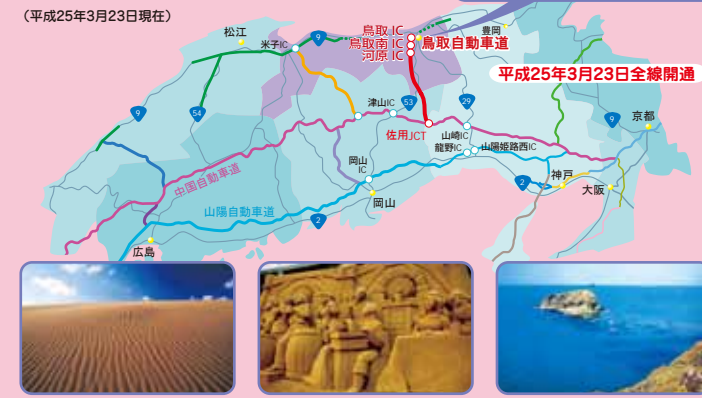 （平成25年3月23日現在）
松江
米子IC
9
鳥取 IC
鳥取南 IC
河原 IC
鳥取自動車道
豊岡
平成25年3月23日全線開通
9
54
津山IC
53
29
佐用JCT
山崎IC
龍野IC
山陽姫路西IC
9
京都
中国自動車道
岡山
IC
岡山
2
神戸
大阪
山陽自動車道
2
広島